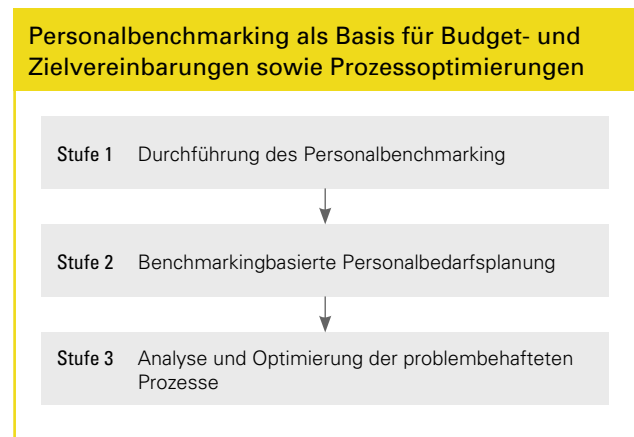 Personalbenchmarking als Basis für Budget- und
Zielvereinbarungen sowie Prozessoptimierungen
Stufe 1 Durchführung des Personalbenchmarking
Stufe 2 Benchmarkingbasierte Personalbedarfsplanung
Stufe 3 Analyse und Optimierung der problembehafteten
Prozesse